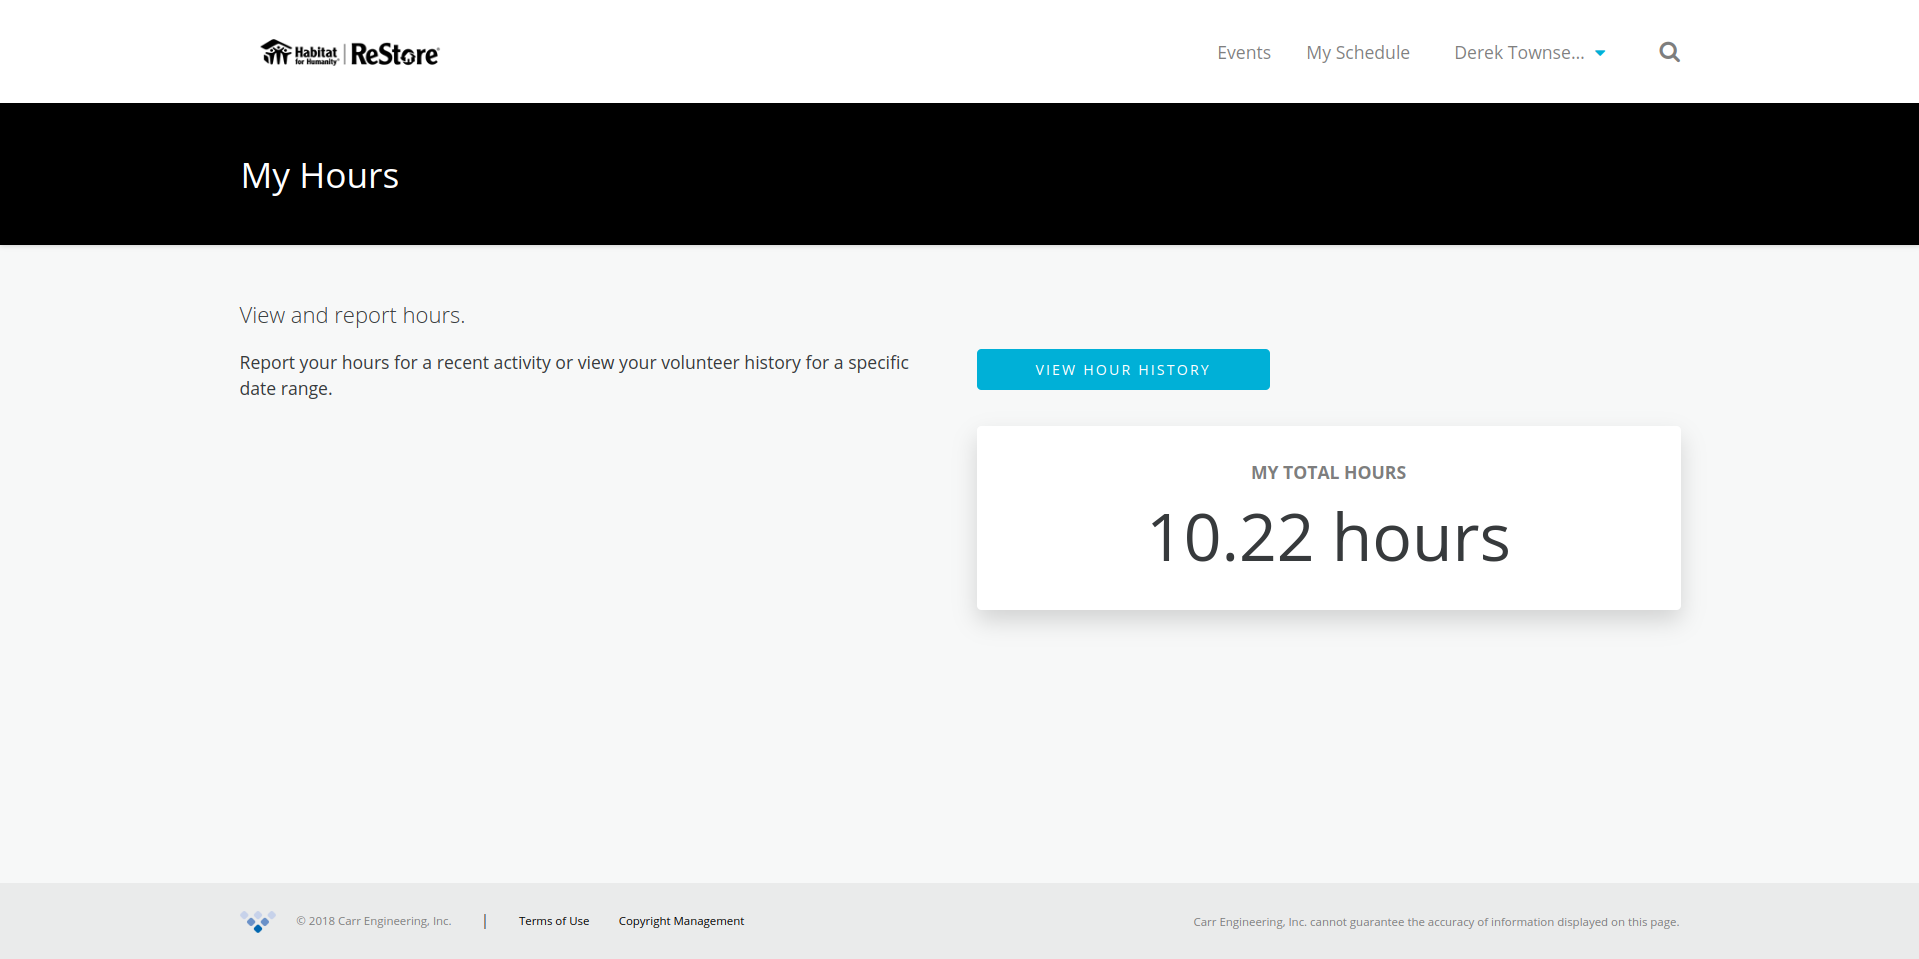 Habitat for Humanity® | ReStore®
Events My Schedule Derek Townse...
My Hours
View and report hours.
Report your hours for a recent activity or view your volunteer history for a specific
date range.
VIEW HOUR HISTORY
MY TOTAL HOURS
10.22 hours
© 2018 Carr Engineering, Inc. | Terms of Use Copyright Management
Carr Engineering, Inc. cannot guarantee the accuracy of information displayed on this page.